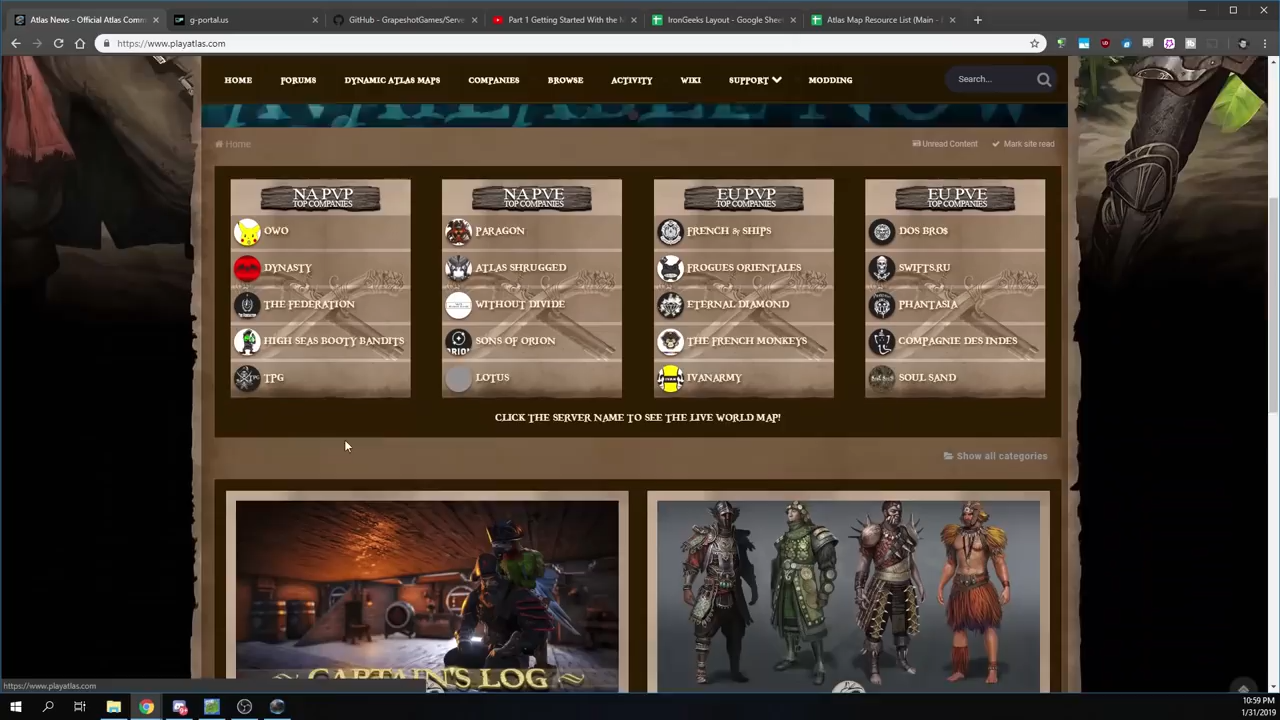 Atlas News - Official Atlas Comm
g-portal.us
GitHub - GrapeshotGames/Serve
Part 1 Getting Started With the M
IronGeeks Layout - Google Sheet
Atlas Map Resource List (Main -
https://www.playatlas.com
HOME FORUMS DYNAMIC ATLAS MAPS COMPANIES BROWSE ACTIVITY WIKI SUPPORT MODDING
Search...
AVAILABLE NOW
Home
Unread Content Mark site read
NA PVP
TOP COMPANIES
OWO
DYNASTY
THE FEDERATION
HIGH SEAS BOOTY BANDITS
TPG
NA PVE
TOP COMPANIES
PARAGON
ATLAS SHRUGGED
WITHOUT DIVIDE
SONS OF ORION
LOTUS
EU PVP
TOP COMPANIES
FRENCH & SHIPS
FROGUES ORIENTALES
ETERNAL DIAMOND
THE FRENCH MONKEYS
IVANARMY
EU PVE
TOP COMPANIES
DOS BRO$
SWIFTS.RU
PHANTASIA
COMPAGNIE DES INDES
SOUL SAND
CLICK THE SERVER NAME TO SEE THE LIVE WORLD MAP!
Show all categories
~ CAPTAIN'S LOG ~
https://www.playatlas.com
10:59 PM
1/31/2019